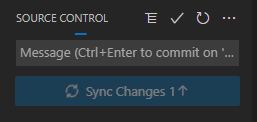 SOURCE CONTROL
Message (Ctrl+Enter to commit on '...
Sync Changes 1↑